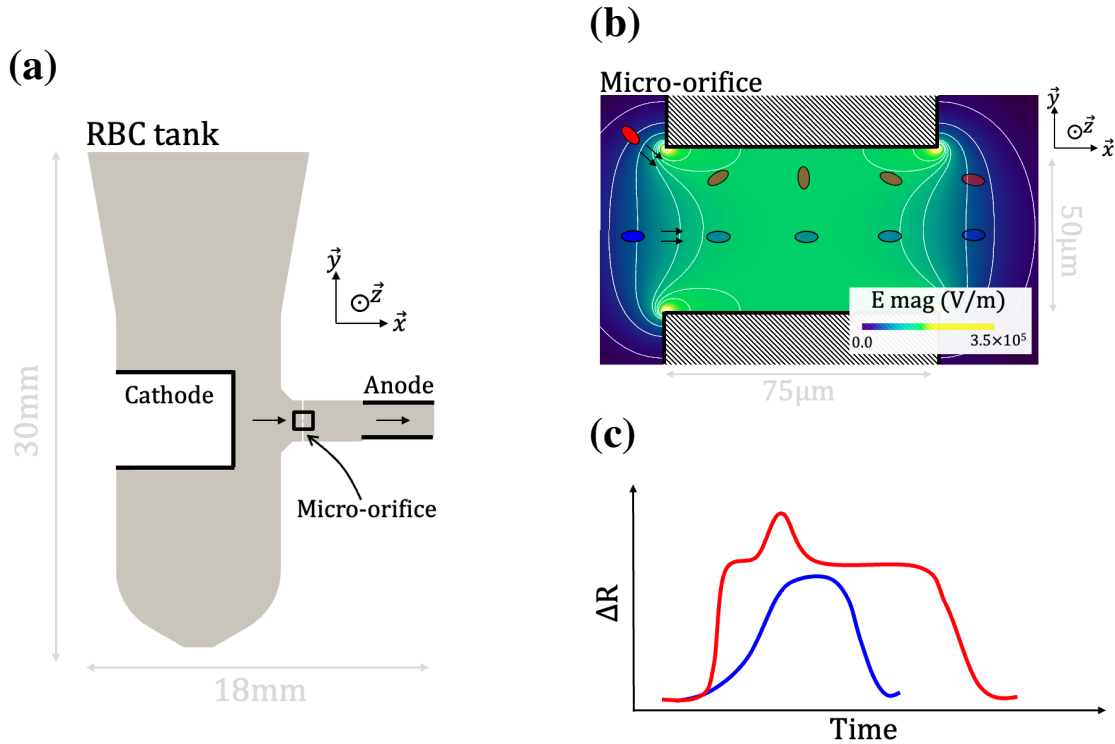 (a)
RBC tank
30mm
y⃗
⊙z⃗
x⃗
Cathode
Anode
Micro-orifice
18mm
(b)
Micro-orifice
y⃗
⊙z⃗
x⃗
50μm
E mag (V/m)
0.0
3.5×10⁵
75μm
(c)
ΔR
Time